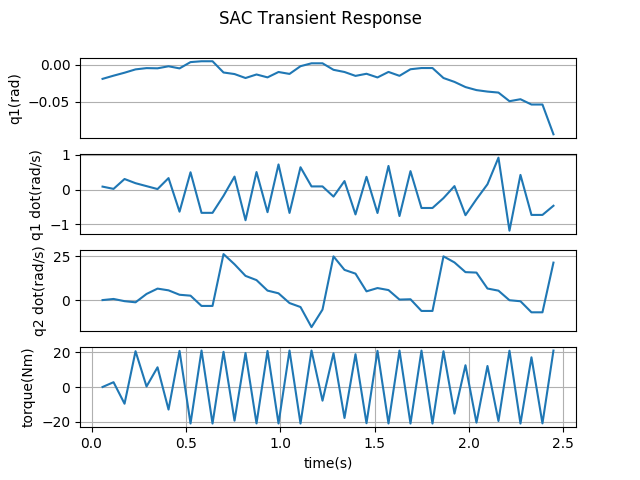 SAC Transient Response
q1(rad)
0.00
−0.05
q1 dot(rad/s)
1
0
−1
q2 dot(rad/s)
25
0
torque(Nm)
20
0
−20
0.0 0.5 1.0 1.5 2.0 2.5
time(s)